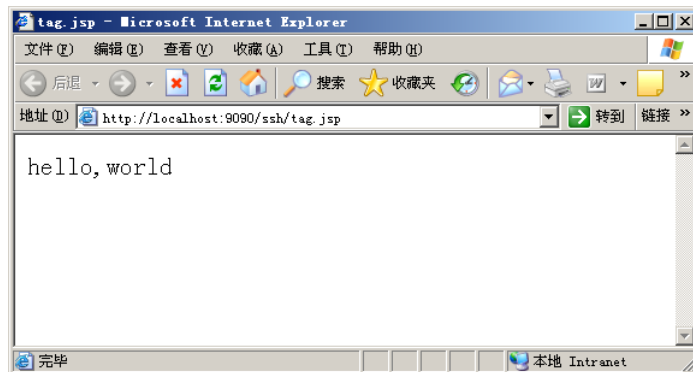 tag.jsp - Microsoft Internet Explorer
文件(F) 编辑(E) 查看(V) 收藏(A) 工具(T) 帮助(H)
后退 搜索 收藏夹 W »
地址(D) http://localhost:9090/ssh/tag.jsp 转到 链接 »
hello,world
完毕 本地 Intranet